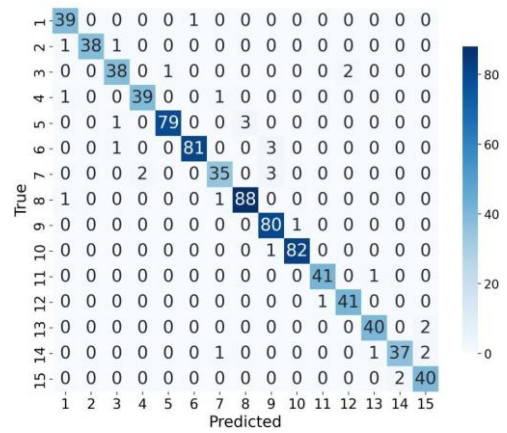 1 39 0 0 0 0 1 0 0 0 0 0 0 0 0 0
2 1 38 1 0 0 0 0 0 0 0 0 0 0 0 0
3 0 0 38 0 1 0 0 0 0 0 0 2 0 0 0
4 1 0 0 39 0 0 1 0 0 0 0 0 0 0 0
5 0 0 1 0 79 0 0 3 0 0 0 0 0 0 0
6 0 0 1 0 0 81 0 0 3 0 0 0 0 0 0
7 0 0 0 2 0 0 35 0 3 0 0 0 0 0 0
8 1 0 0 0 0 0 1 88 0 0 0 0 0 0 0
9 0 0 0 0 0 0 0 0 80 1 0 0 0 0 0
10 0 0 0 0 0 0 0 0 1 82 0 0 0 0 0
11 0 0 0 0 0 0 0 0 0 0 41 0 1 0 0
12 0 0 0 0 0 0 0 0 0 0 1 41 0 0 0
13 0 0 0 0 0 0 0 0 0 0 0 0 40 0 2
14 0 0 0 0 0 0 1 0 0 0 0 0 1 37 2
15 0 0 0 0 0 0 0 0 0 0 0 0 0 2 40
1 2 3 4 5 6 7 8 9 10 11 12 13 14 15
Predicted
True
80
60
40
20
0